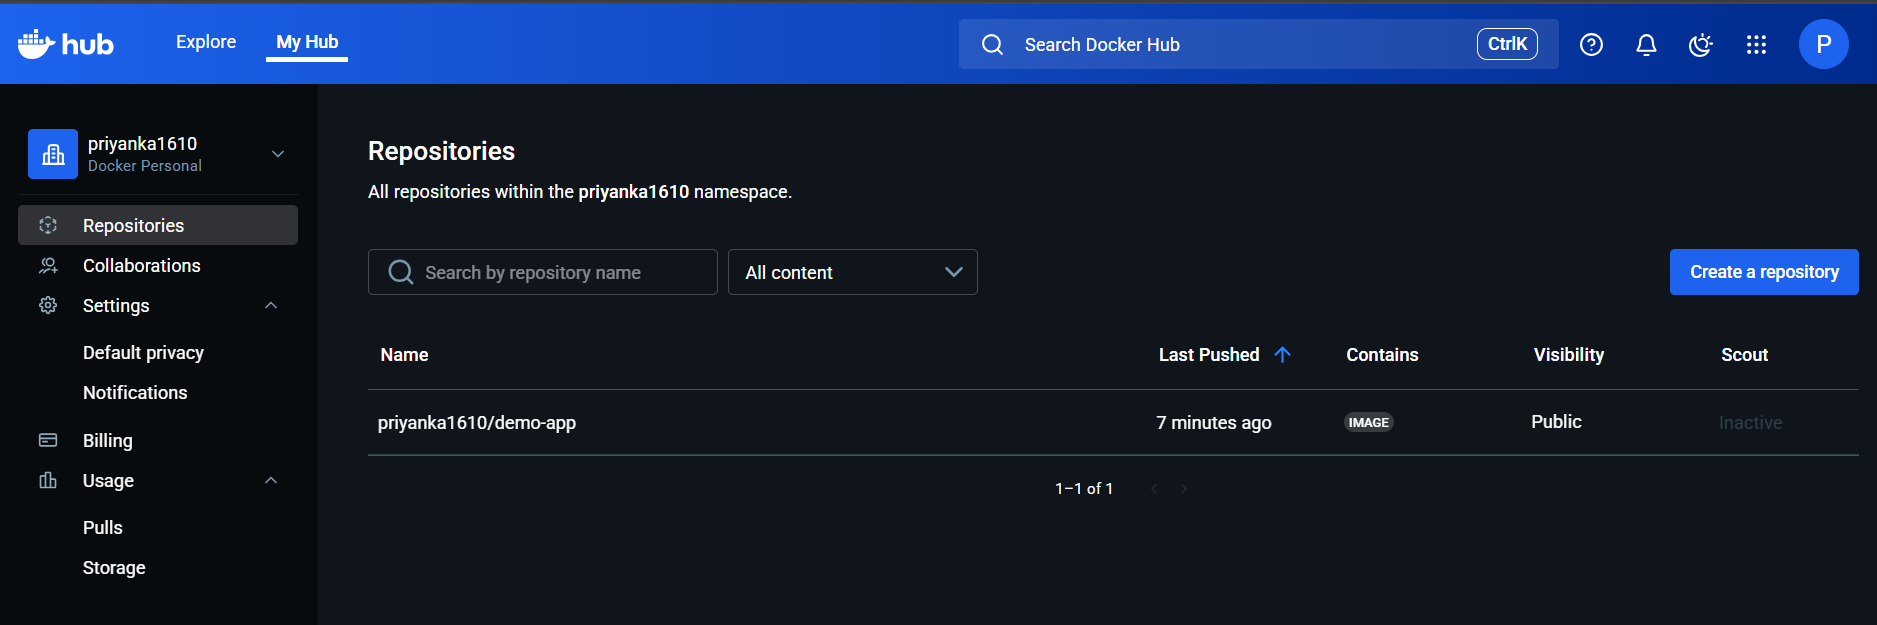 hub Explore My Hub Search Docker Hub CtrlK P
priyanka1610
Docker Personal
Repositories
Collaborations
Settings
Default privacy
Notifications
Billing
Usage
Pulls
Storage
Repositories
All repositories within the priyanka1610 namespace.
Search by repository name All content Create a repository
Name Last Pushed Contains Visibility Scout
priyanka1610/demo-app 7 minutes ago IMAGE Public Inactive
1–1 of 1